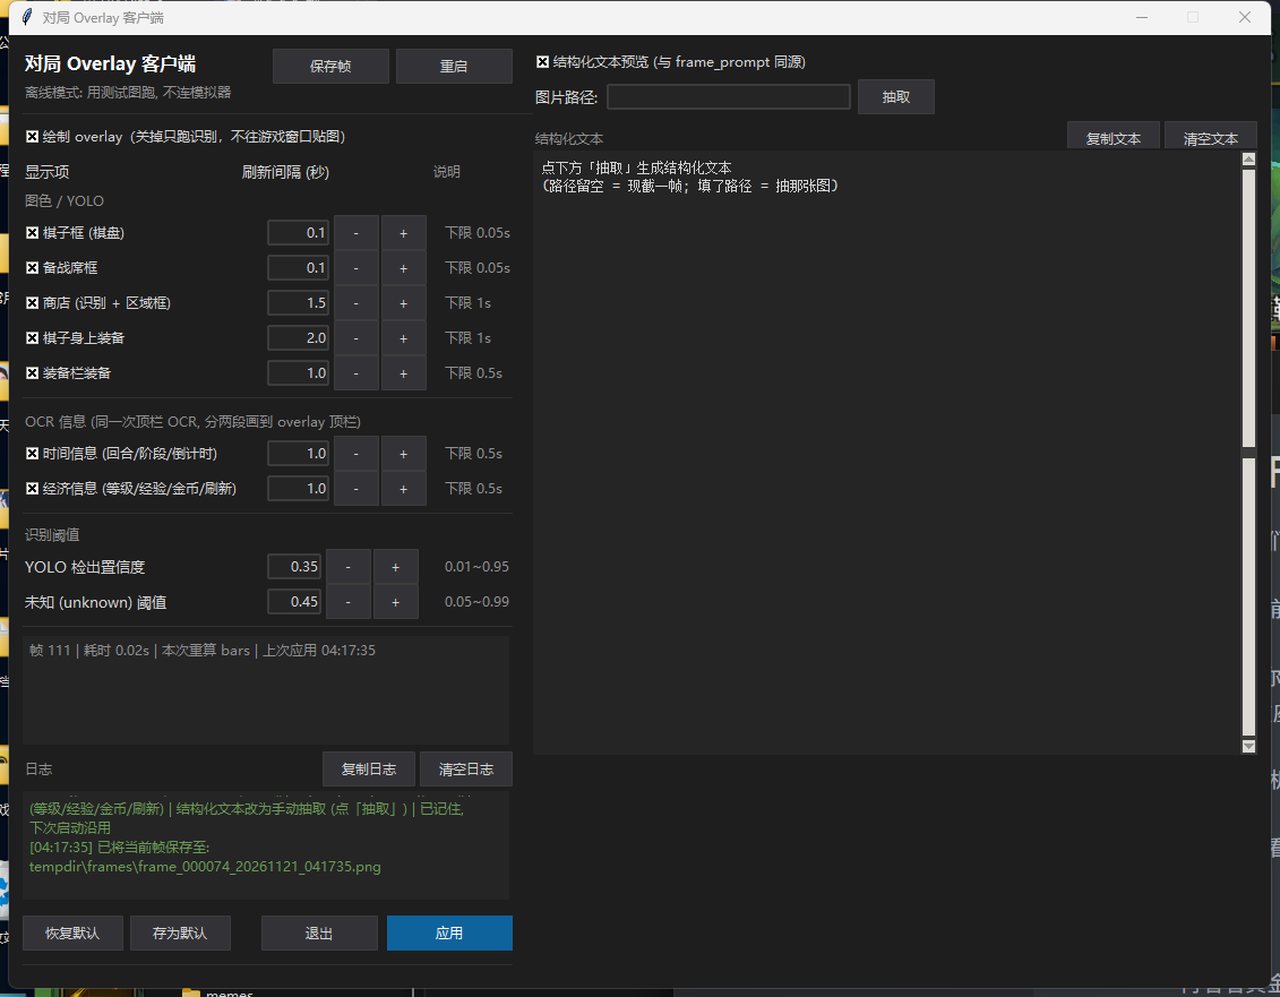 对局 Overlay 客户端
对局 Overlay 客户端
保存帧
重启
离线模式: 用测试图跑, 不连模拟器
绘制 overlay (关掉只跑识别，不往游戏窗口贴图)
显示项
刷新间隔 (秒)
说明
图色 / YOLO
棋子框 (棋盘)
0.1
-
+
下限 0.05s
备战席框
0.1
-
+
下限 0.05s
商店 (识别 + 区域框)
1.5
-
+
下限 1s
棋子身上装备
2.0
-
+
下限 1s
装备栏装备
1.0
-
+
下限 0.5s
OCR 信息 (同一次顶栏 OCR, 分两段画到 overlay 顶栏)
时间信息 (回合/阶段/倒计时)
1.0
-
+
下限 0.5s
经济信息 (等级/经验/金币/刷新)
1.0
-
+
下限 0.5s
识别阈值
YOLO 检出置信度
0.35
-
+
0.01~0.95
未知 (unknown) 阈值
0.45
-
+
0.05~0.99
帧 111 | 耗时 0.02s | 本次重算 bars | 上次应用 04:17:35
日志
复制日志
清空日志
(等级/经验/金币/刷新) | 结构化文本改为手动抽取 (点「抽取」) | 已记住,
下次启动沿用
[04:17:35] 已将当前帧保存至:
tempdir\frames\frame_000074_20261121_041735.png
恢复默认
存为默认
退出
应用
结构化文本预览 (与 frame_prompt 同源)
图片路径:
抽取
结构化文本
复制文本
清空文本
点下方「抽取」生成结构化文本
(路径留空 = 现截一帧; 填了路径 = 抽那张图)
memes